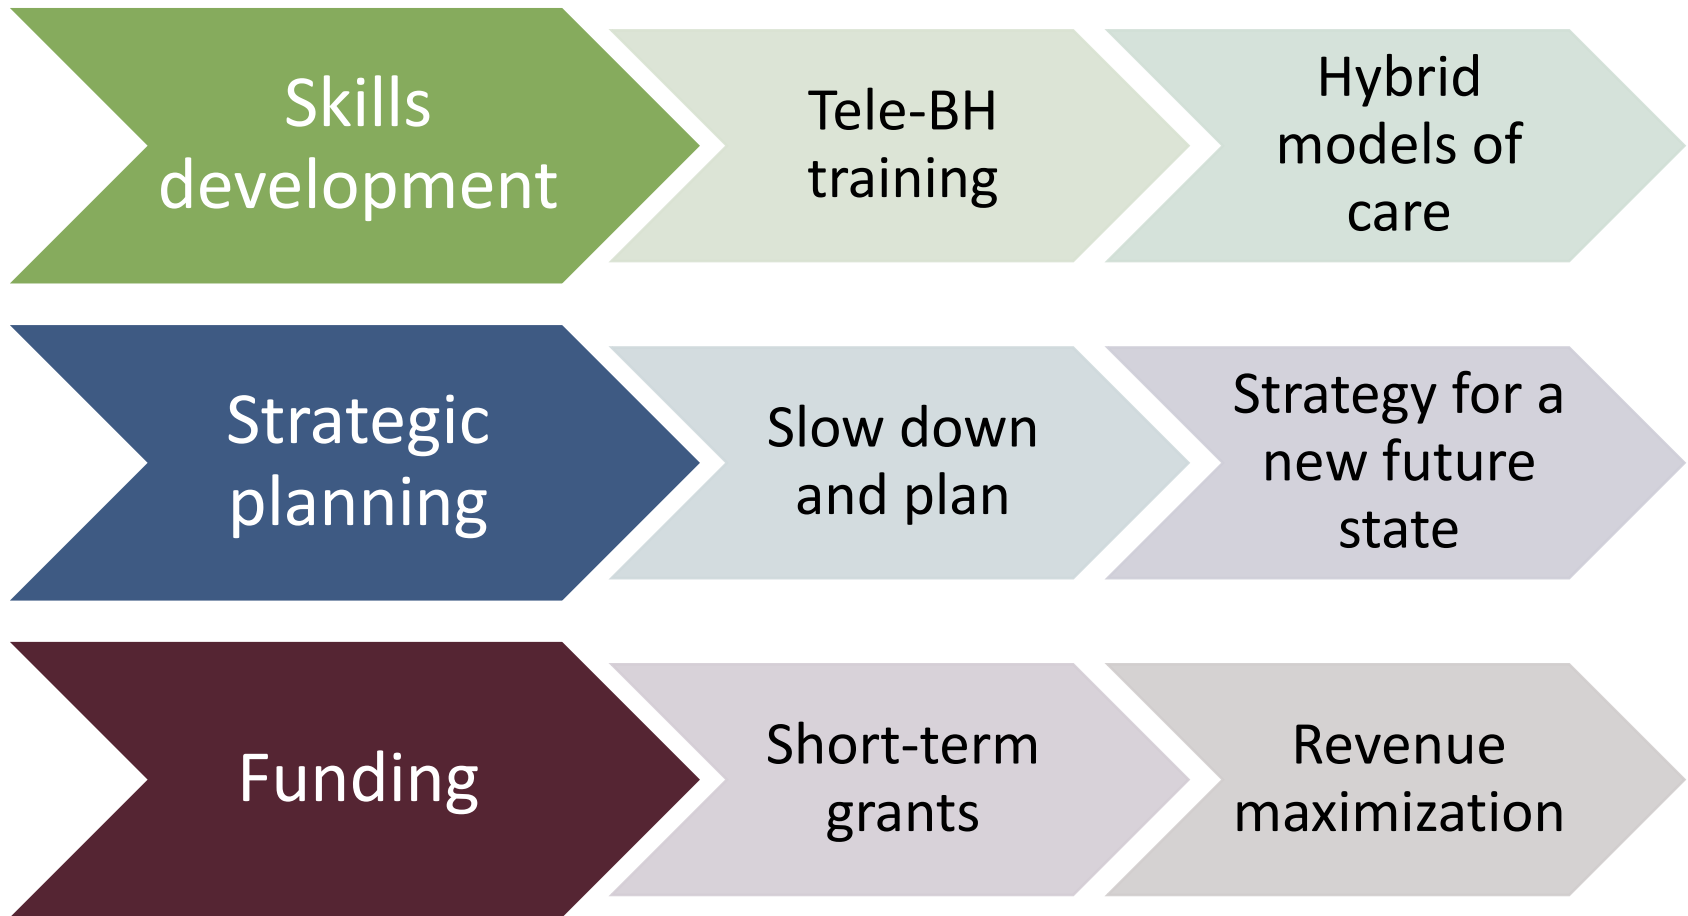 Skills
development
Tele-BH
training
Hybrid
models of
care
Strategic
planning
Slow down
and plan
Strategy for a
new future
state
Funding
Short-term
grants
Revenue
maximization